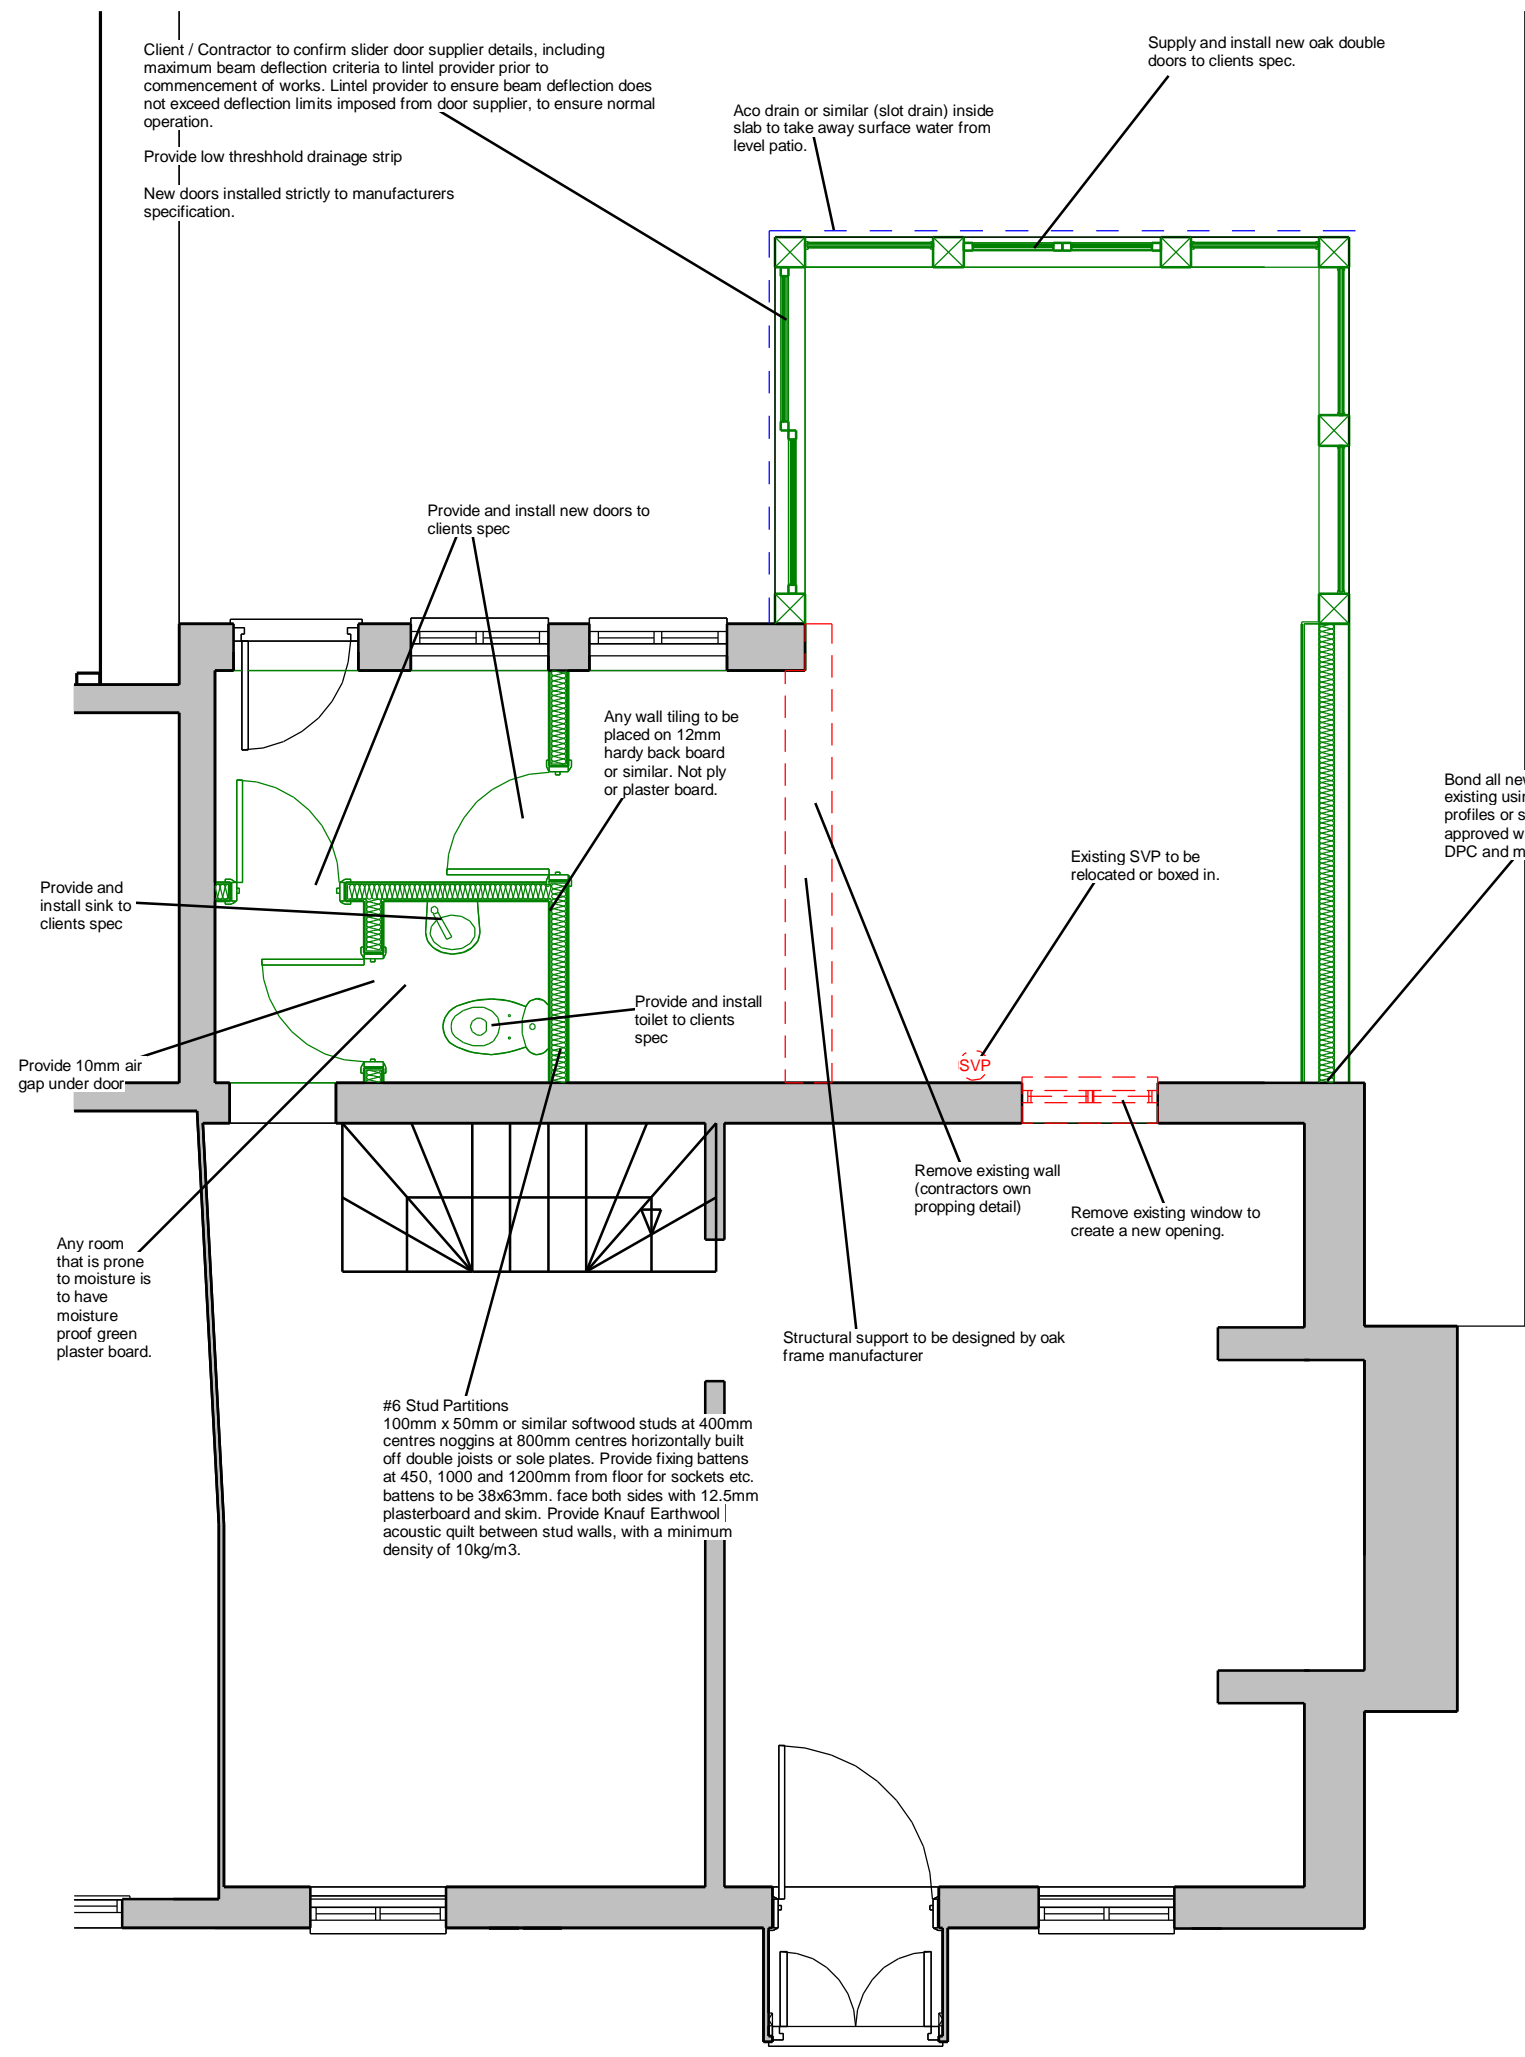 Client / Contractor to confirm slider door supplier details, including
maximum beam deflection criteria to lintel provider prior to
commencement of works. Lintel provider to ensure beam deflection does
not exceed deflection limits imposed from door supplier, to ensure normal
operation.
Provide low threshhold drainage strip
New doors installed strictly to manufacturers
specification.
Supply and install new oak double
doors to clients spec.
Aco drain or similar (slot drain) inside
slab to take away surface water from
level patio.
Provide and install new doors to
clients spec
Any wall tiling to be
placed on 12mm
hardy back board
or similar. Not ply
or plaster board.
Bond all new
existing
profiles or
approved
DPC and
Existing SVP to be
relocated or boxed in.
Provide and
install sink to
clients spec
Provide and install
toilet to clients
spec
Provide 10mm air
gap under door
SVP
Remove existing wall
(contractors own
propping detail)
Remove existing window to
create a new opening.
Any room
that is prone
to moisture is
to have
moisture
proof green
plaster board.
Structural support to be designed by oak
frame manufacturer
#6 Stud Partitions
100mm x 50mm or similar softwood studs at 400mm
centres noggins at 800mm centres horizontally built
off double joists or sole plates. Provide fixing battens
at 450, 1000 and 1200mm from floor for sockets etc.
battens to be 38x63mm. face both sides with 12.5mm
plasterboard and skim. Provide Knauf Earthwool
acoustic quilt between stud walls, with a minimum
density of 10kg/m3.